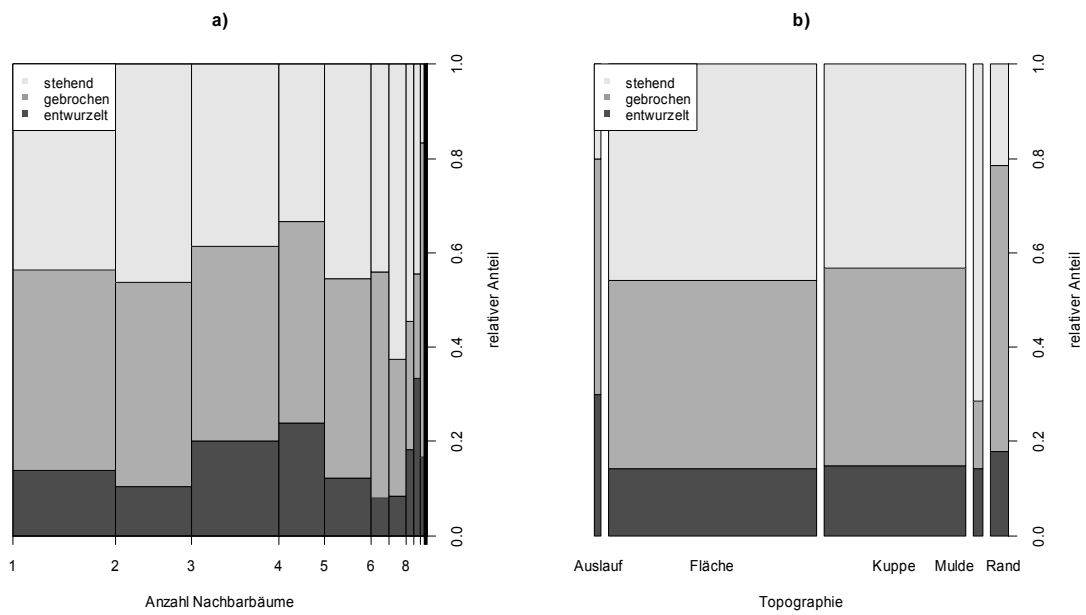 a)
stehend
gebrochen
entwurzelt
0.0 0.2 0.4 0.6 0.8 1.0
relativer Anteil
1 2 3 4 5 6 8
Anzahl Nachbarbäume
b)
stehend
gebrochen
entwurzelt
0.0 0.2 0.4 0.6 0.8 1.0
relativer Anteil
Auslauf Fläche Kuppe Mulde Rand
Topographie